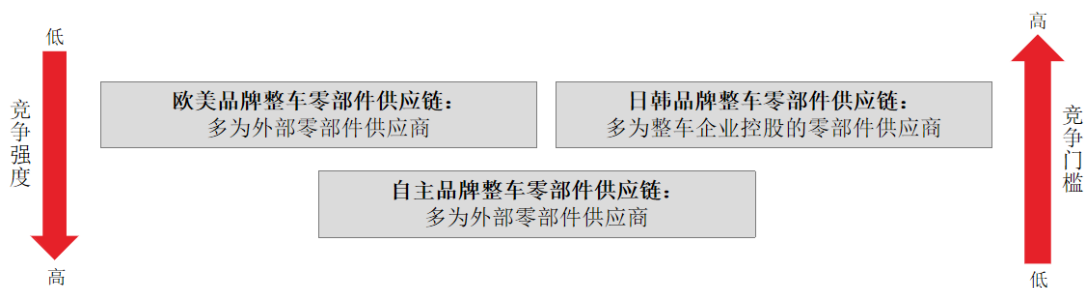 低
高
竞争强度
欧美品牌整车零部件供应链：
多为外部零部件供应商
日韩品牌整车零部件供应链：
多为整车企业控股的零部件供应商
自主品牌整车零部件供应链：
多为外部零部件供应商
高
竞争门槛
低